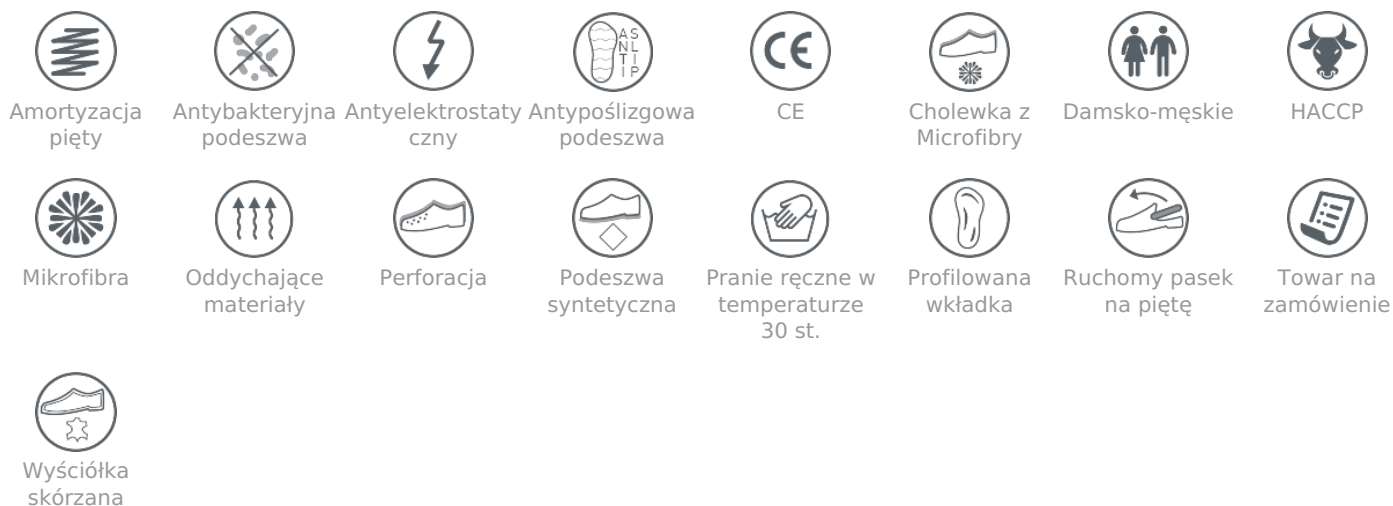 AS
NL
TI
IP
CE
Amortyzacja
pięty
Antybakteryjna
podeszwa
Antyelektrostaty
czny
Antypoślizgowa
podeszwa
CE
Cholewka z
Microfibry
Damsko-męskie
HACCP
Mikrofibra
Oddychające
materiały
Perforacja
Podeszwa
syntetyczna
Pranie ręczne w
temperaturze
30 st.
Profilowana
wkładka
Ruchomy pasek
na piętę
Towar na
zamówienie
Wyściółka
skórzana